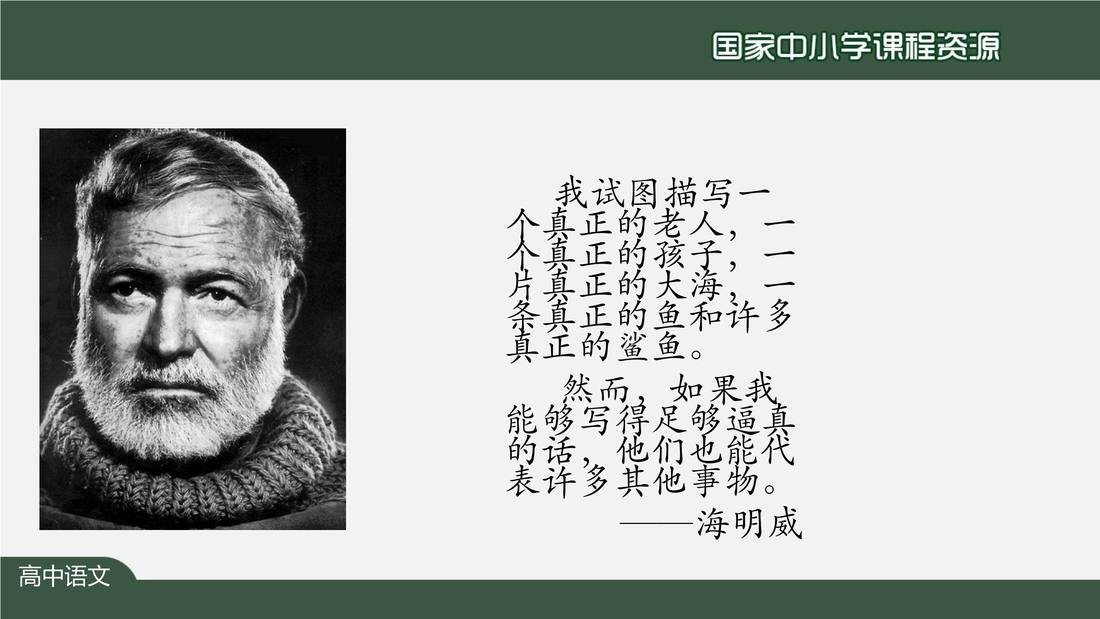 国家中小学课程资源
我试图描写一
个真正的老人，一
个真正的孩子，一
片真正的大海，一
条真正的鱼和许多
真正的鲨鱼。
然而，如果我
能够写得足够逼真
的话，他们也能代
表许多其他事物。
——海明威
高中语文